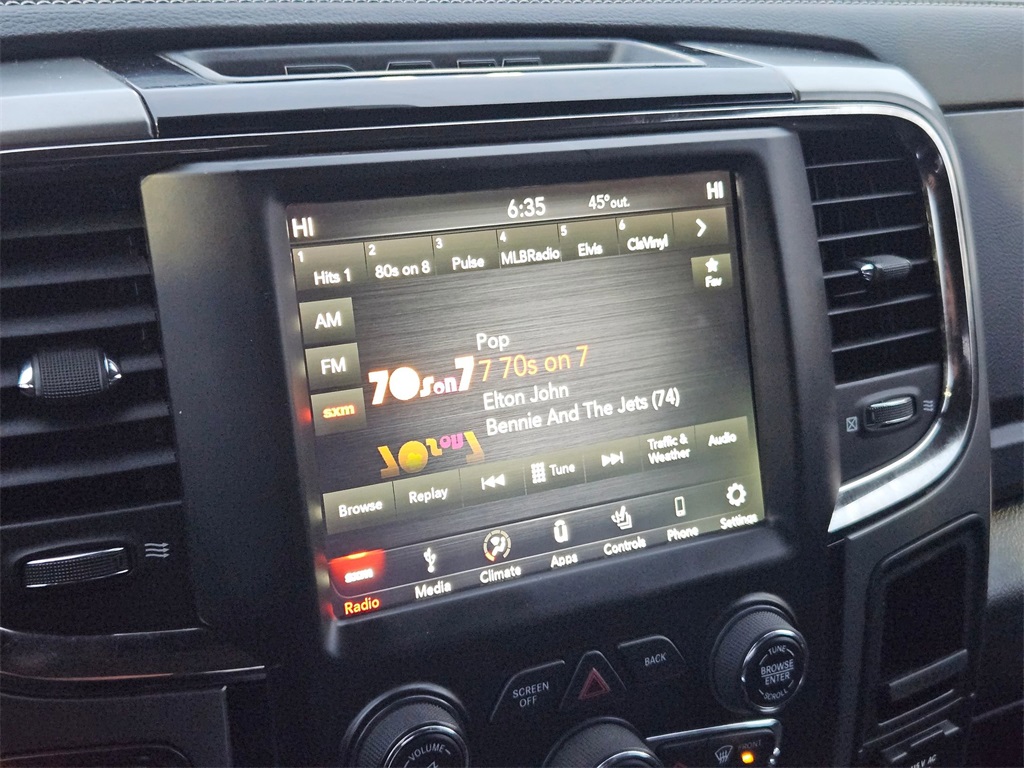 HI 6:35 45° out. HI
1 Hits 1 2 80s on 8 3 Pulse 4 MLBRadio 5 Elvis 6 ClsVinyl
Fav
AM
FM
sxm
70s on 7
Pop
7 70s on 7
Elton John
Bennie And The Jets (74)
Browse Replay Tune Traffic & Weather Audio
sxm
Radio Media Climate Apps Controls Phone Settings
SCREEN
OFF
BACK
TUNE
BROWSE
ENTER
SCROLL
VOLUME
FRONT
115V AC